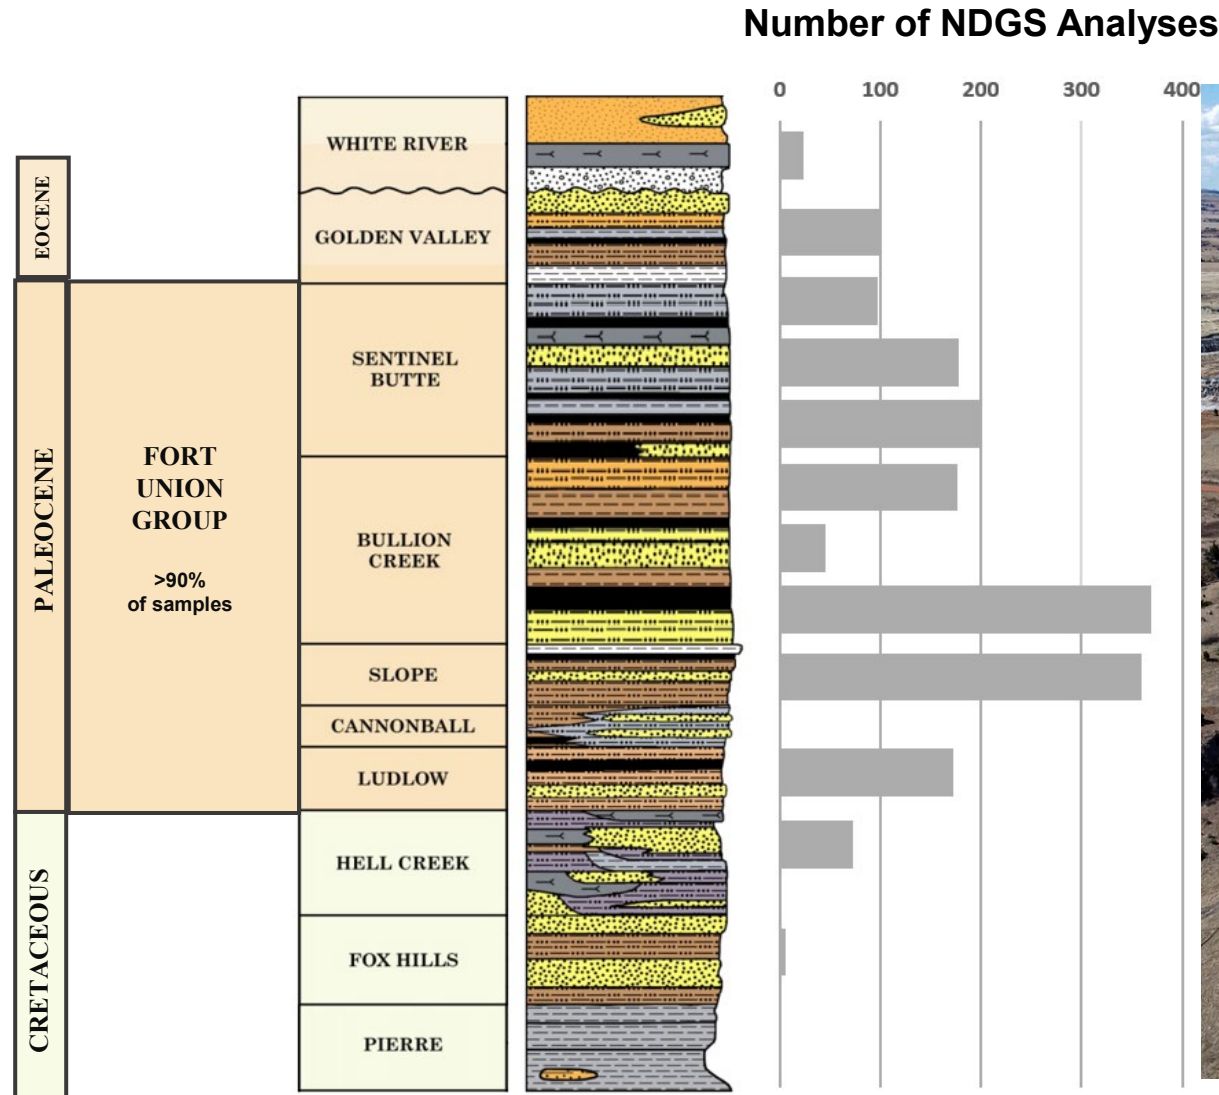 Number of NDGS Analyses
0 100 200 300 400
EOCENE
PALEOCENE
CRETACEOUS
FORT
UNION
GROUP
>90%
of samples
WHITE RIVER
GOLDEN VALLEY
SENTINEL
BUTTE
BULLION
CREEK
SLOPE
CANNONBALL
LUDLOW
HELL CREEK
FOX HILLS
PIERRE